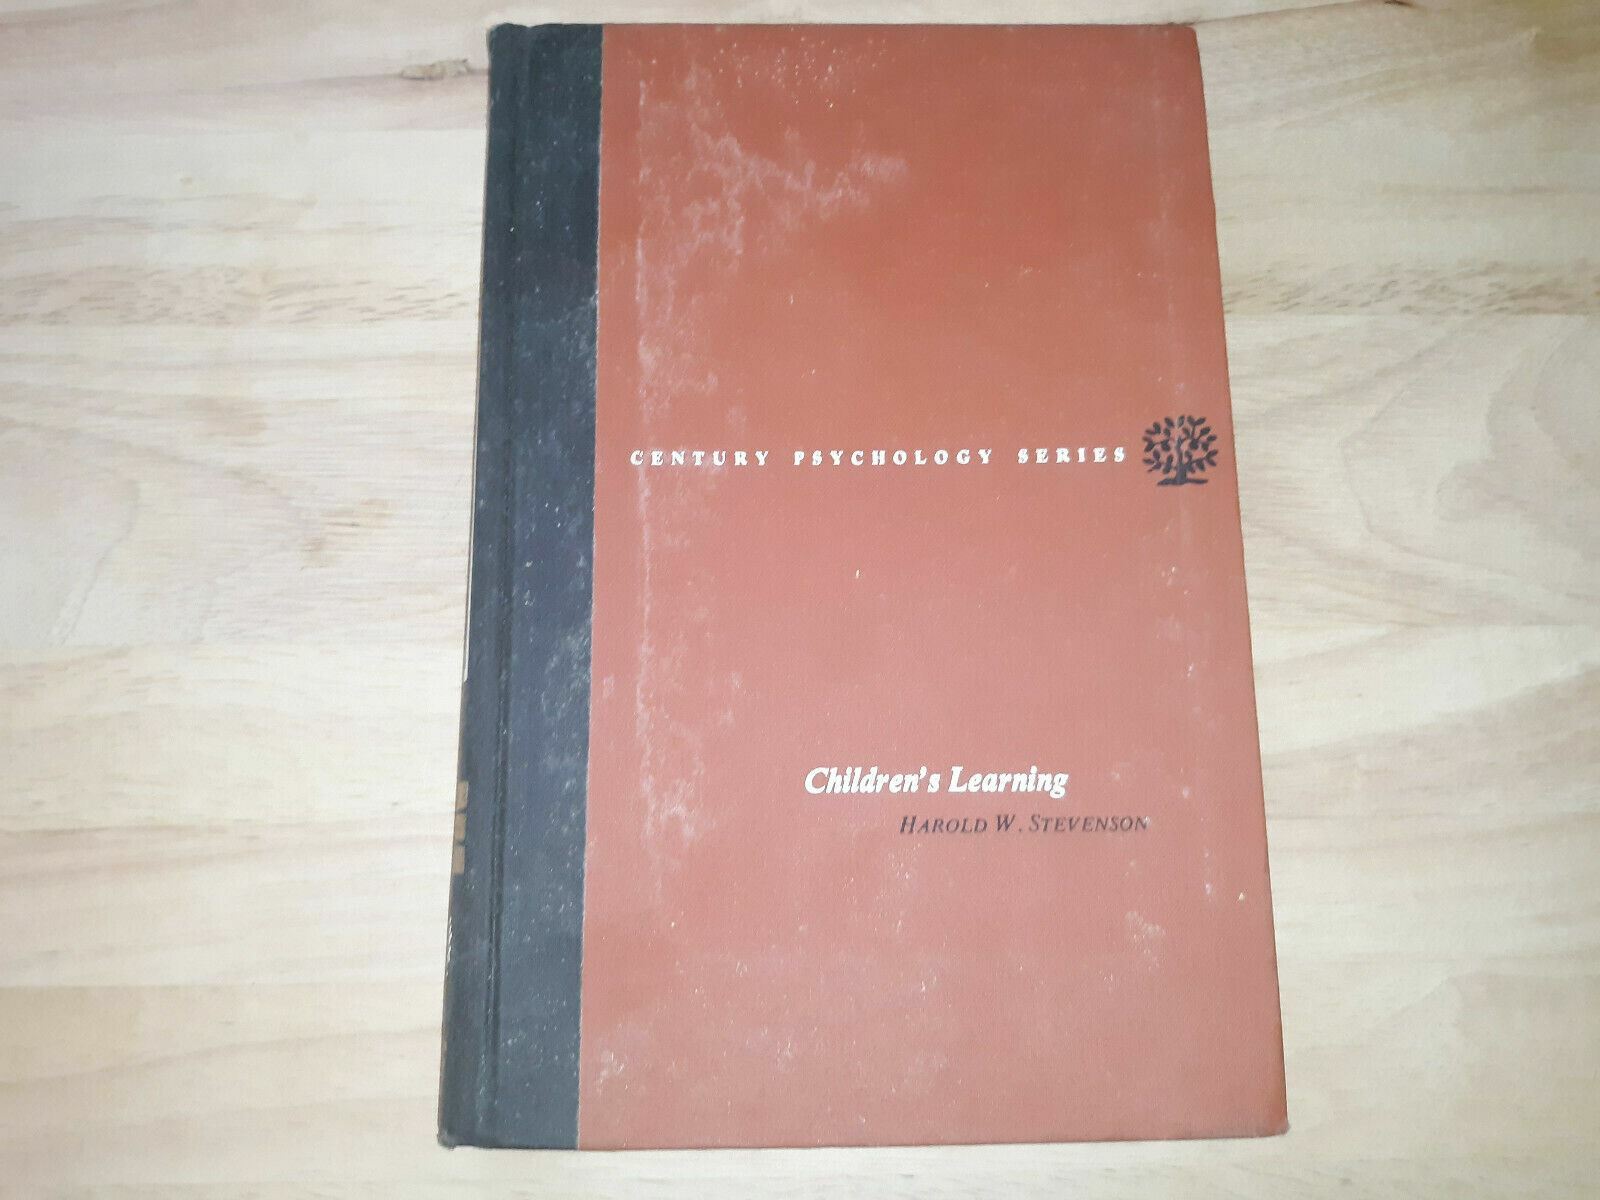 CENTURY PSYCHOLOGY SERIES
Children's Learning
HAROLD W. STEVENSON